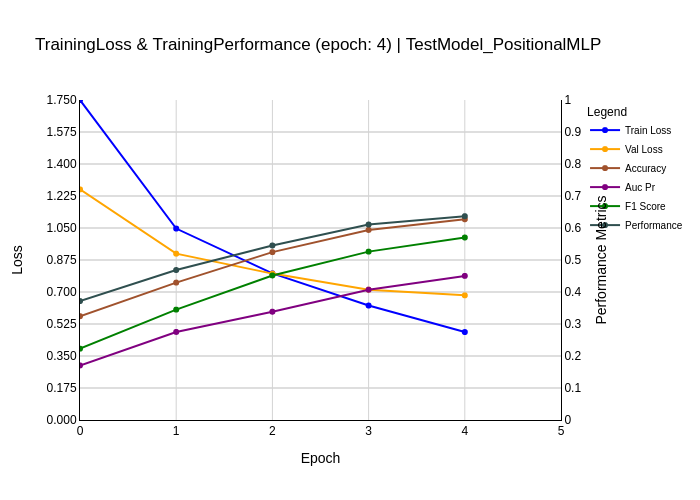 TrainingLoss & TrainingPerformance (epoch: 4) | TestModel_PositionalMLP
Loss
1.750
1.575
1.400
1.225
1.050
0.875
0.700
0.525
0.350
0.175
0.000
0 1 2 3 4 5
Epoch
1
0.9
0.8
0.7
0.6
0.5
0.4
0.3
0.2
0.1
0
Performance Metrics
Legend
Train Loss
Val Loss
Accuracy
Auc Pr
F1 Score
Performance